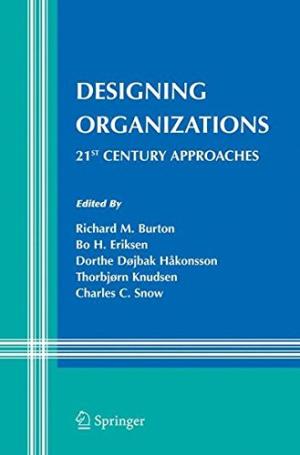 DESIGNING
ORGANIZATIONS
21ST CENTURY APPROACHES
Edited By
Richard M. Burton
Bo H. Eriksen
Dorthe Døjbak Håkonsson
Thorbjørn Knudsen
Charles C. Snow
Springer